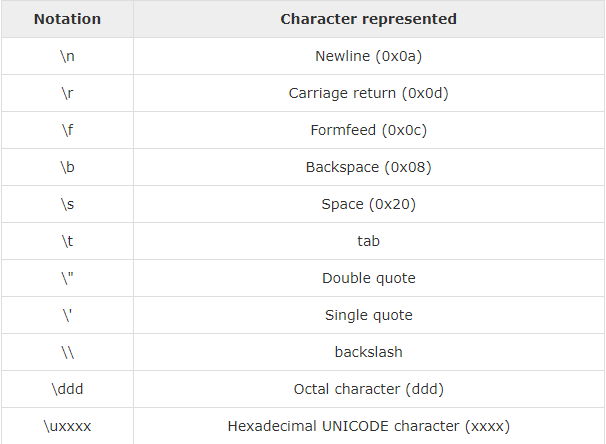 Notation Character represented
\n Newline (0x0a)
\r Carriage return (0x0d)
\f Formfeed (0x0c)
\b Backspace (0x08)
\s Space (0x20)
\t tab
\" Double quote
\' Single quote
\\ backslash
\ddd Octal character (ddd)
\uxxxx Hexadecimal UNICODE character (xxxx)